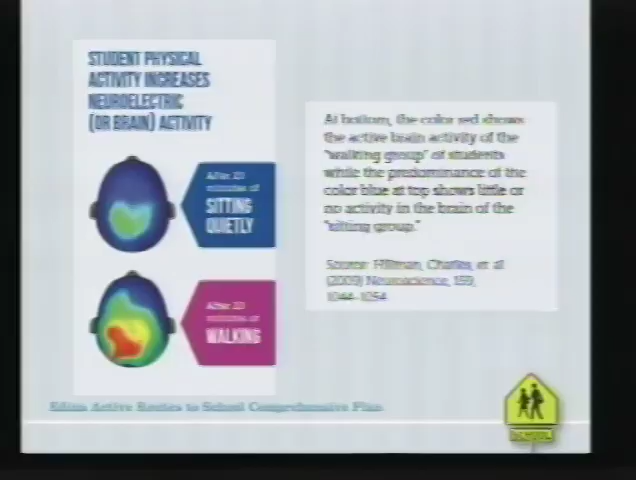 STUDENT PHYSICAL
ACTIVITY INCREASES
NEUROELECTRIC
(OR BRAIN) ACTIVITY
After 20
minutes of
SITTING
QUIETLY
After 20
minutes of
WALKING
At bottom, the color red shows
the active brain activity of the
"walking group" of students
while the predominance of the
color blue at top shows little or
no activity in the brain of the
"sitting group."
Source: Hillman, Charles, et al
(2009) Neuroscience, 159,
1044-1054
Edina Active Routes to School Comprehensive Plan
SCHOOL